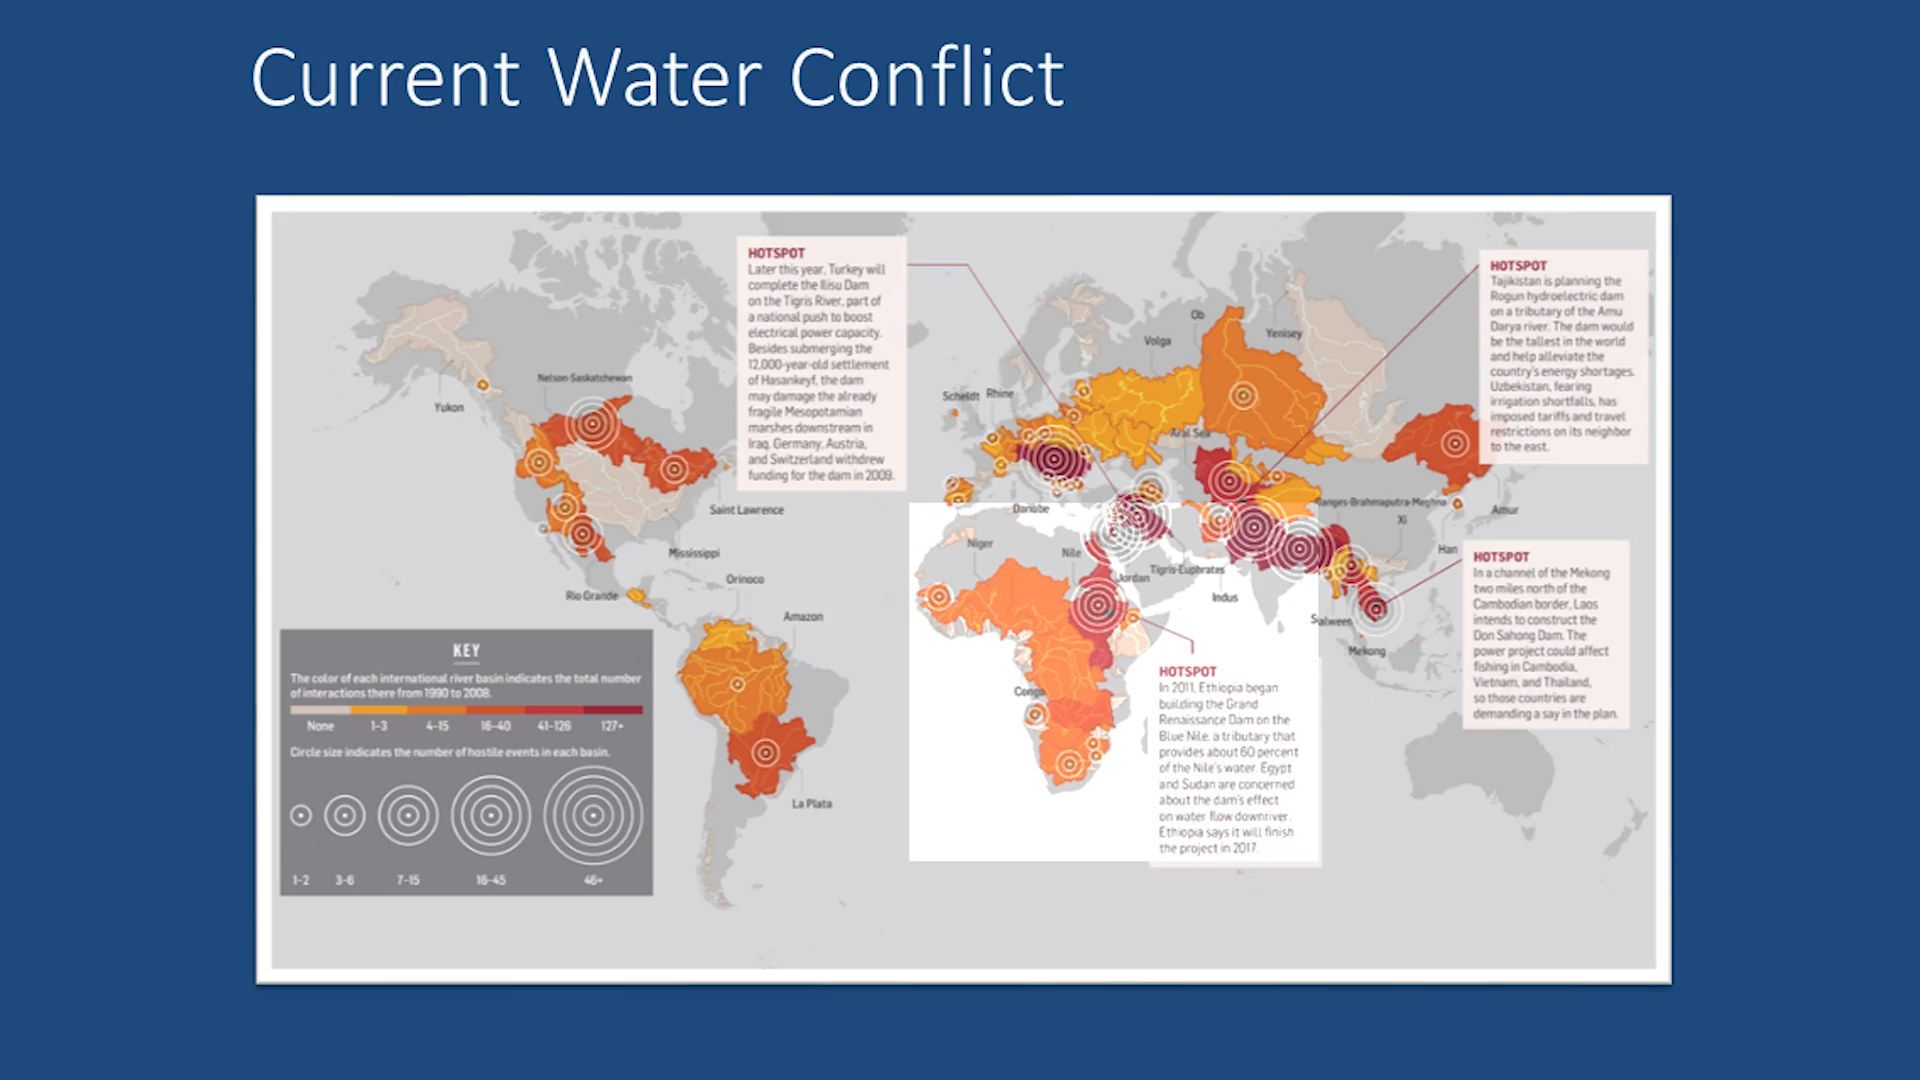 Current Water Conflict
HOTSPOT
Later this year, Turkey will
complete the Ilisu Dam
on the Tigris River, part of
a national push to boost
electrical power capacity.
Besides submerging the
12,000-year-old settlement
of Hasankeyf, the dam
may damage the already
fragile Mesopotamian
marshes downstream in
Iraq. Germany, Austria,
and Switzerland withdrew
funding for the dam in 2009.
HOTSPOT
Tajikistan is planning the
Rogun hydroelectric dam
on a tributary of the Amu
Darya river. The dam would
be the tallest in the world
and help alleviate the
country's energy shortages.
Uzbekistan, fearing
irrigation shortfalls, has
imposed tariffs and travel
restrictions on its neighbor
to the east.
Ob
Yenisey
Volga
Nelson-Saskatchewan
Scheldt
Rhine
Yukon
Aral Sea
Ganges-Brahmaputra-Meghna
Saint Lawrence
Danube
Xi
Amur
Niger
Nile
Han
Mississippi
Orinoco
Jordan
Tigris-Euphrates
Rio Grande
Indus
Amazon
Salween
Mekong
HOTSPOT
In a channel of the Mekong
two miles north of the
Cambodian border, Laos
intends to construct the
Don Sahong Dam. The
power project could affect
fishing in Cambodia,
Vietnam, and Thailand,
so those countries are
demanding a say in the plan.
Congo
La Plata
HOTSPOT
In 2011, Ethiopia began
building the Grand
Renaissance Dam on the
Blue Nile, a tributary that
provides about 60 percent
of the Nile's water. Egypt
and Sudan are concerned
about the dam's effect
on water flow downriver.
Ethiopia says it will finish
the project in 2017.
KEY
The color of each international river basin indicates the total number
of interactions there from 1990 to 2008.
None 1-3 4-15 16-40 41-126 127+
Circle size indicates the number of hostile events in each basin.
1-2 3-6 7-15 16-45 46+